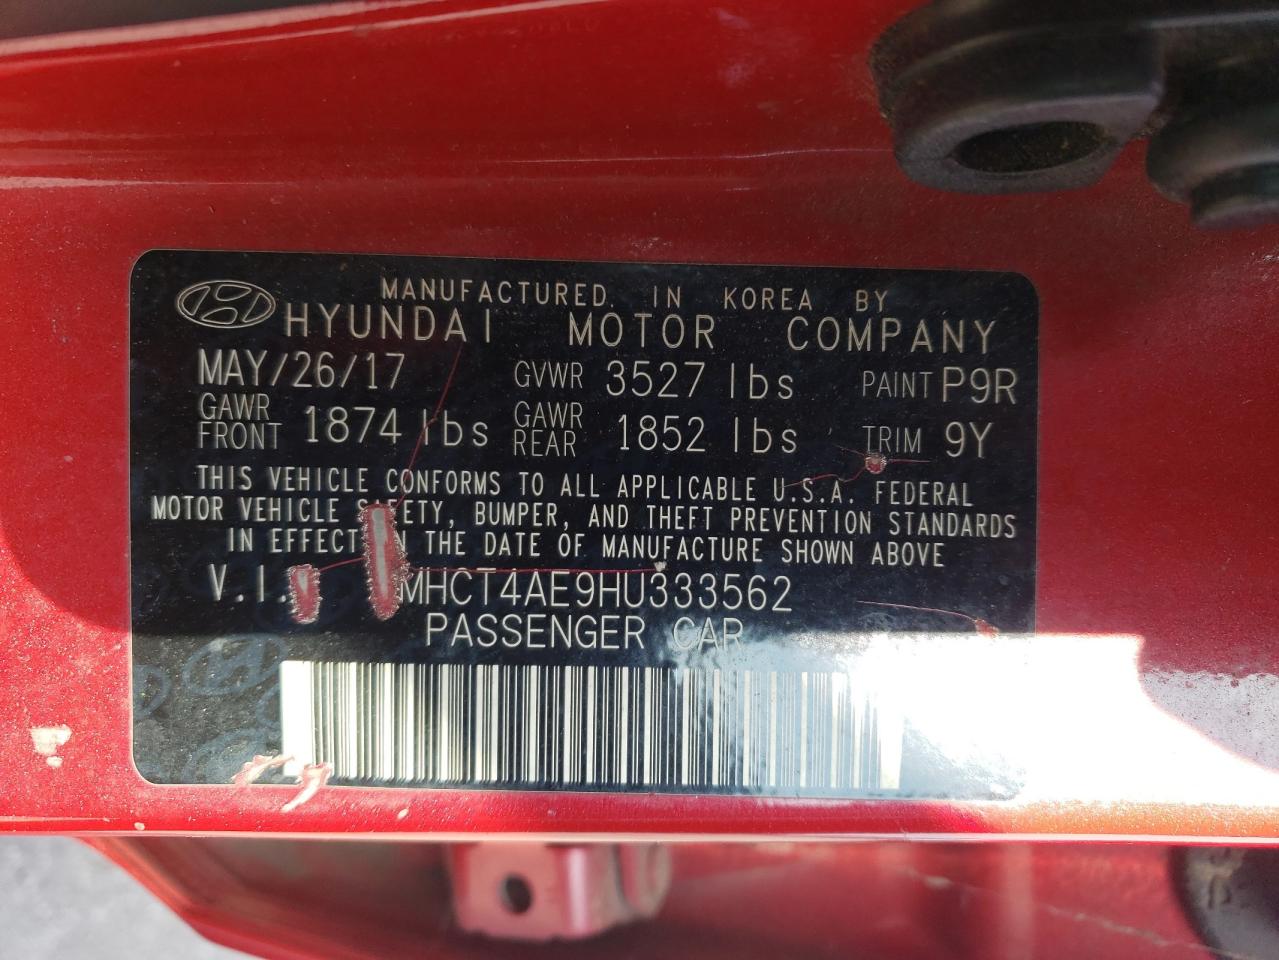 MANUFACTURED IN KOREA BY
HYUNDAI MOTOR COMPANY
MAY/26/17 GVWR 3527 lbs PAINT P9R
GAWR FRONT 1874 lbs GAWR REAR 1852 lbs TRIM 9Y
THIS VEHICLE CONFORMS TO ALL APPLICABLE U.S.A. FEDERAL
MOTOR VEHICLE SAFETY, BUMPER, AND THEFT PREVENTION STANDARDS
IN EFFECT THE DATE OF MANUFACTURE SHOWN ABOVE
V.I. MHCT4AE9HU333562
PASSENGER CAR